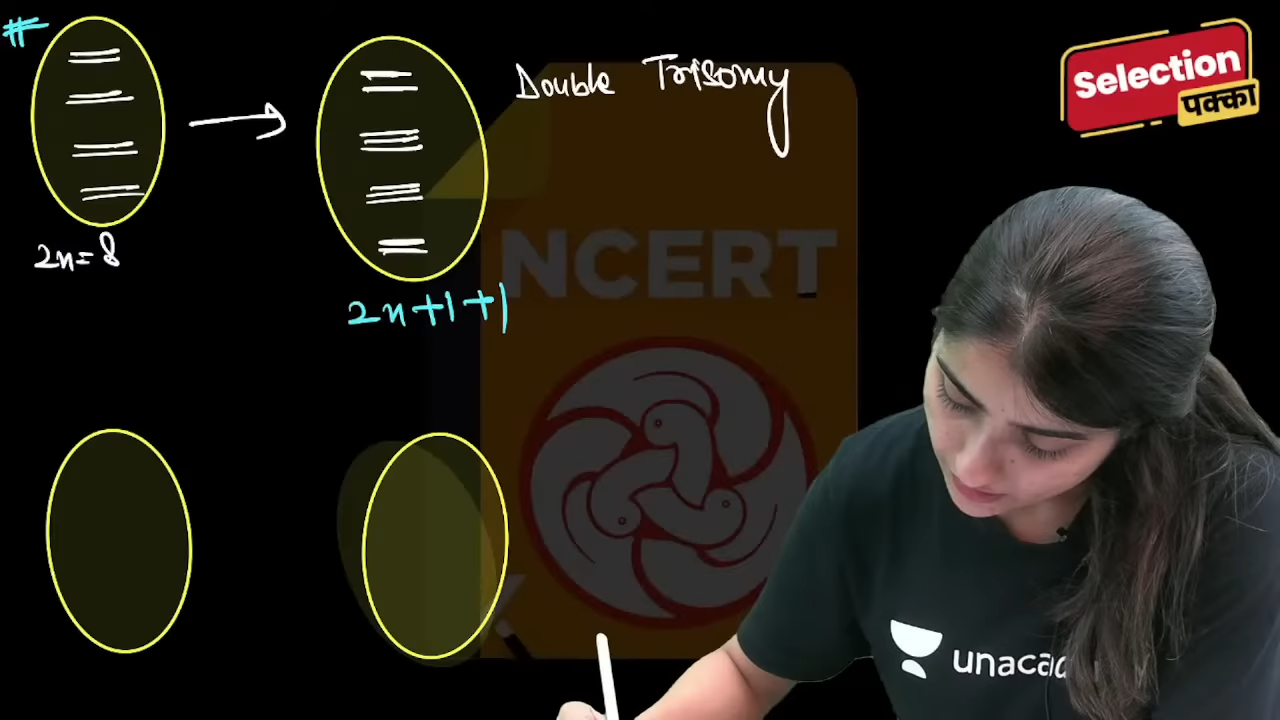 #
Double Trisomy
Selection
पक्का
2n=8
NCERT
2n+1+1
unacad